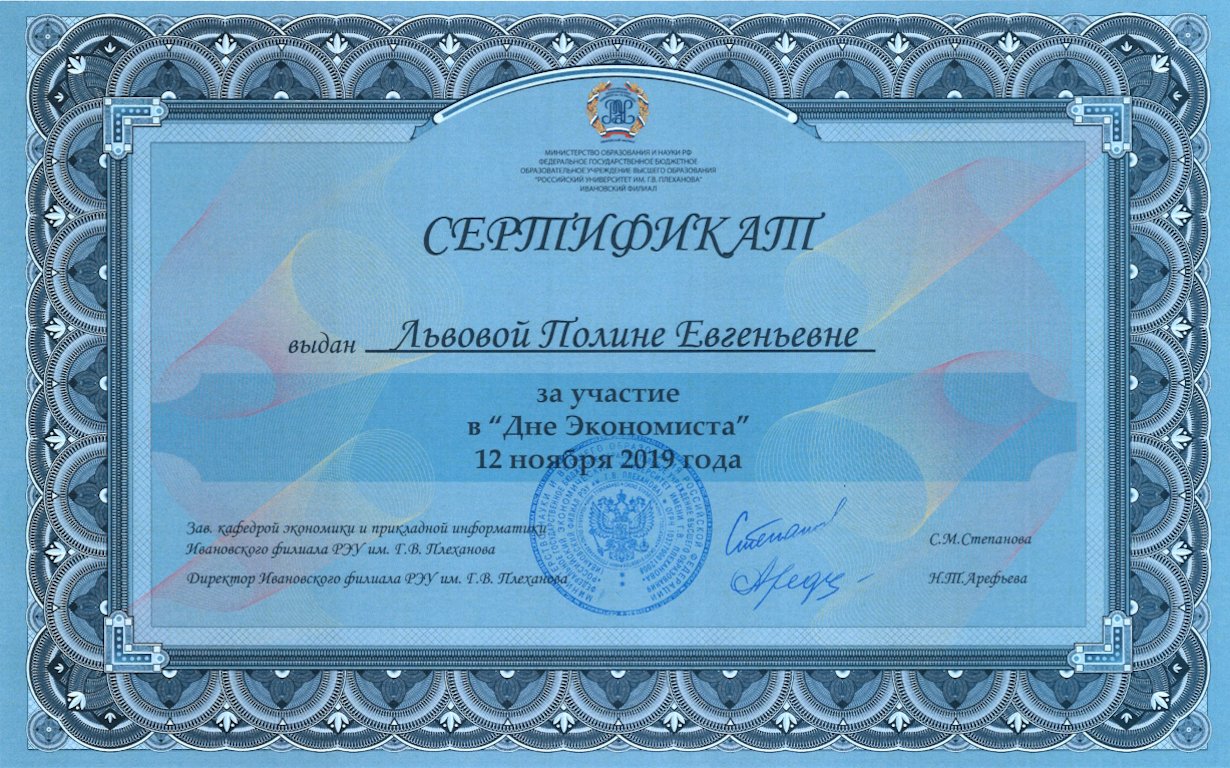 МИНИСТЕРСТВО ОБРАЗОВАНИЯ И НАУКИ РФ
ФЕДЕРАЛЬНОЕ ГОСУДАРСТВЕННОЕ БЮДЖЕТНОЕ
ОБРАЗОВАТЕЛЬНОЕ УЧРЕЖДЕНИЕ ВЫСШЕГО ОБРАЗОВАНИЯ
"РОССИЙСКИЙ УНИВЕРСИТЕТ ИМ. Г.В. ПЛЕХАНОВА"
ИВАНОВСКИЙ ФИЛИАЛ
СЕРТИФИКАТ
выдан Львовой Полине Евгеньевне
за участие
в “Дне Экономиста”
12 ноября 2019 года
Зав. кафедрой экономики и прикладной информатики
Ивановского филиала РЭУ им. Г.В. Плеханова
С.М.Степанова
Директор Ивановского филиала РЭУ им. Г.В. Плеханова
Н.Т.Арефьева